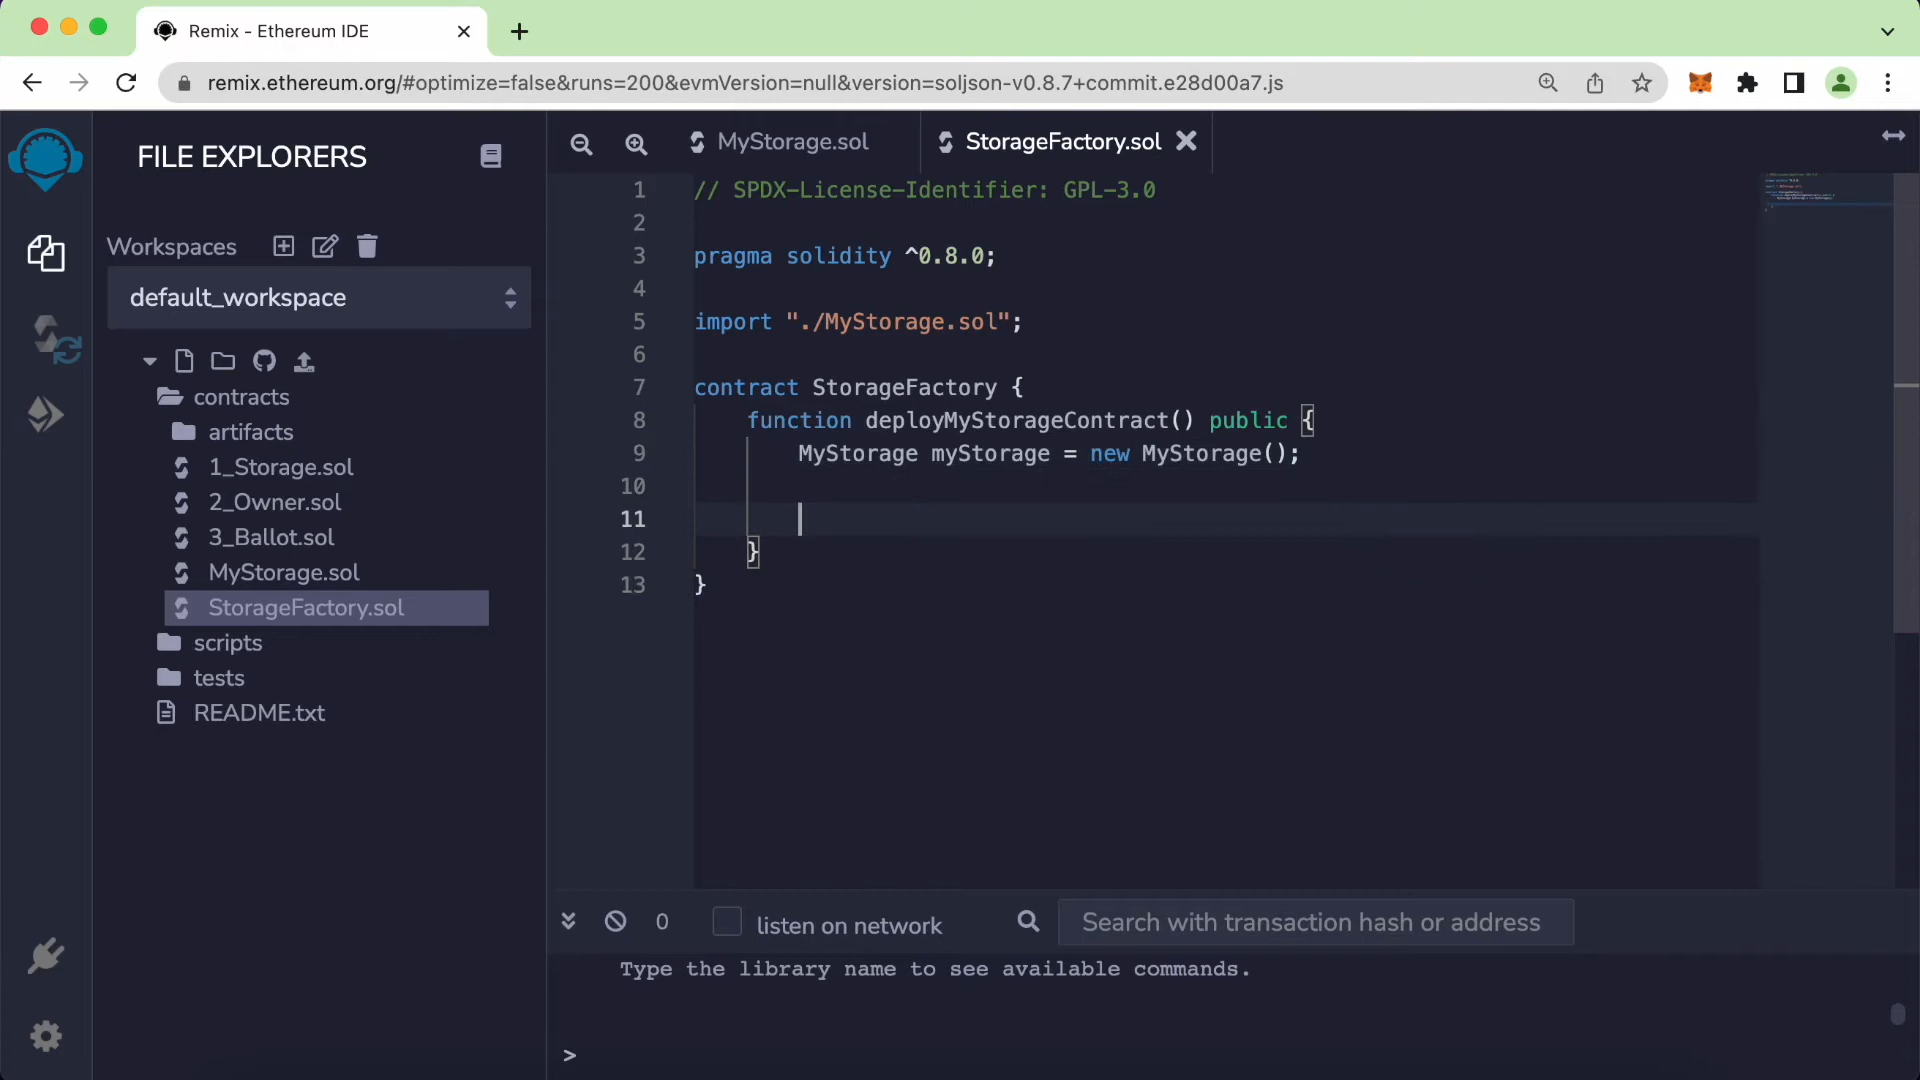 Remix - Ethereum IDE
remix.ethereum.org/#optimize=false&runs=200&evmVersion=null&version=soljson-v0.8.7+commit.e28d00a7.js
FILE EXPLORERS
Workspaces
default_workspace
contracts
artifacts
1_Storage.sol
2_Owner.sol
3_Ballot.sol
MyStorage.sol
StorageFactory.sol
scripts
tests
README.txt
MyStorage.sol
StorageFactory.sol
1 // SPDX-License-Identifier: GPL-3.0
2
3 pragma solidity ^0.8.0;
4
5 import "./MyStorage.sol";
6
7 contract StorageFactory {
8 function deployMyStorageContract() public {
9 MyStorage myStorage = new MyStorage();
10
11
12 }
13 }
0 listen on network Search with transaction hash or address
Type the library name to see available commands.
>